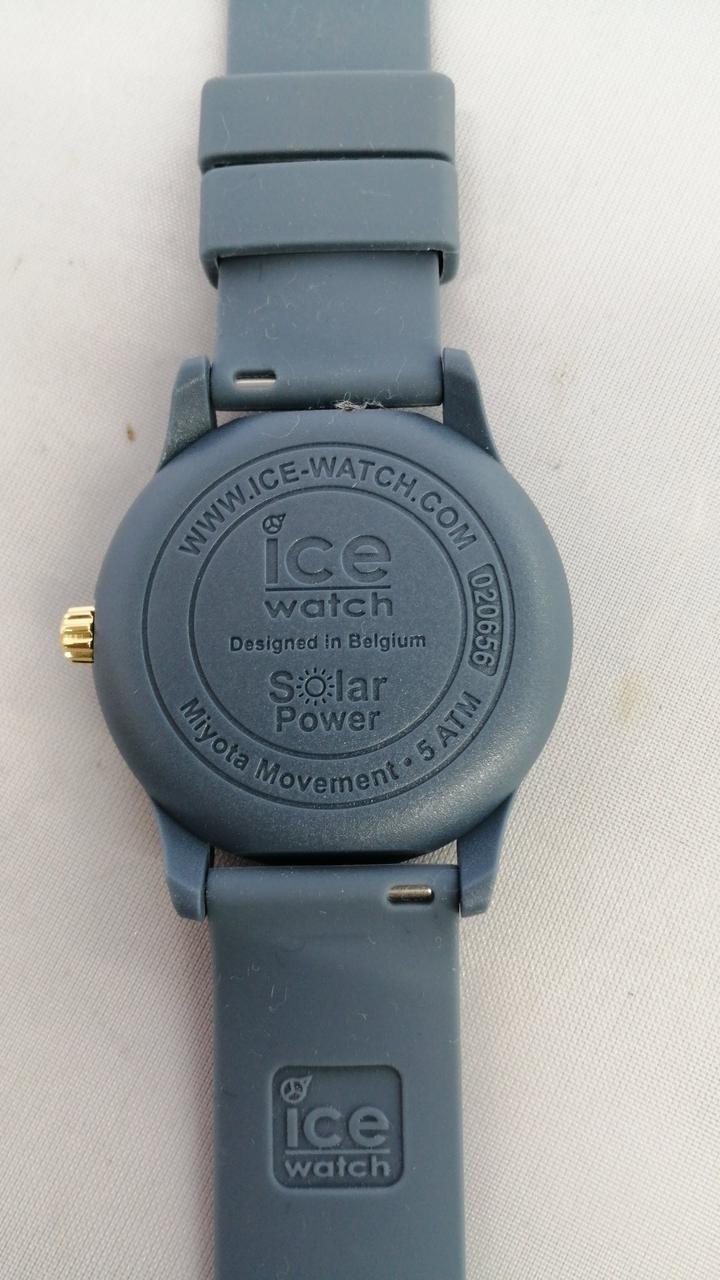 WWW.ICE-WATCH.COM
ice
watch
Designed in Belgium
Solar
Power
020656
Miyota Movement • 5 ATM
ice
watch